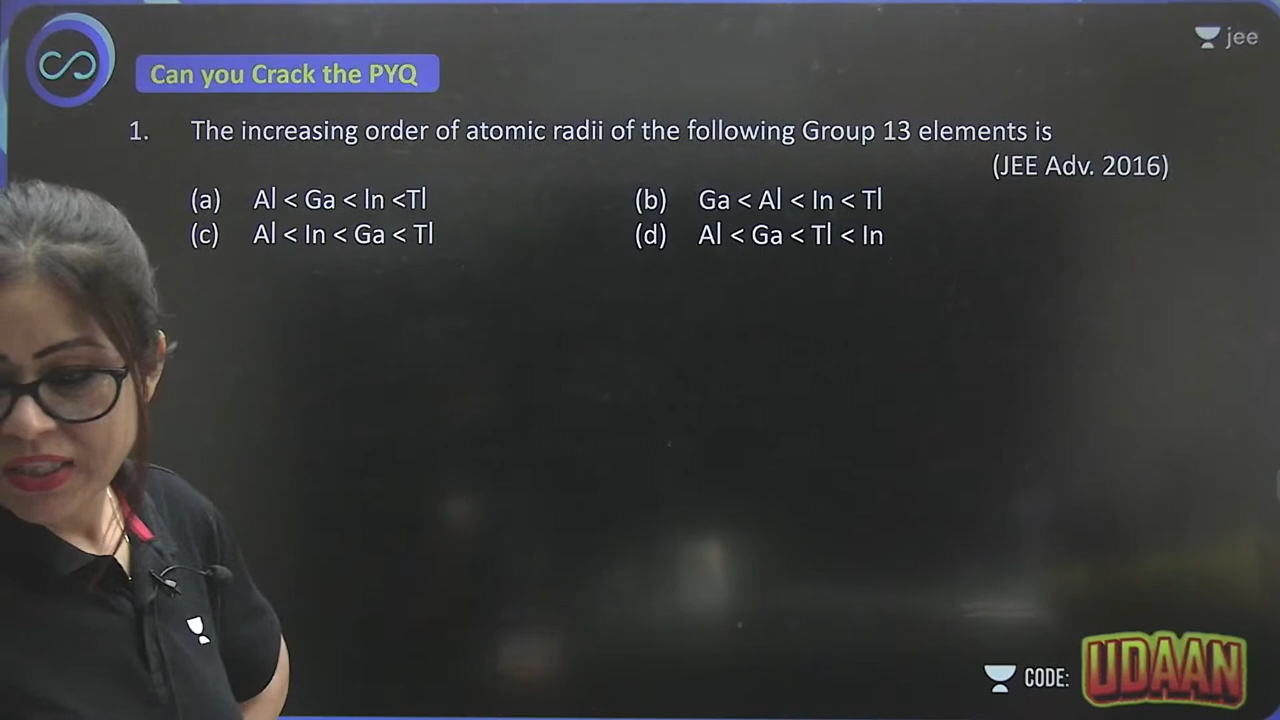 jee
Can you Crack the PYQ
1. The increasing order of atomic radii of the following Group 13 elements is
(JEE Adv. 2016)
(a) Al < Ga < In <Tl (b) Ga < Al < In < Tl
(c) Al < In < Ga < Tl (d) Al < Ga < Tl < In
CODE: UDAAN